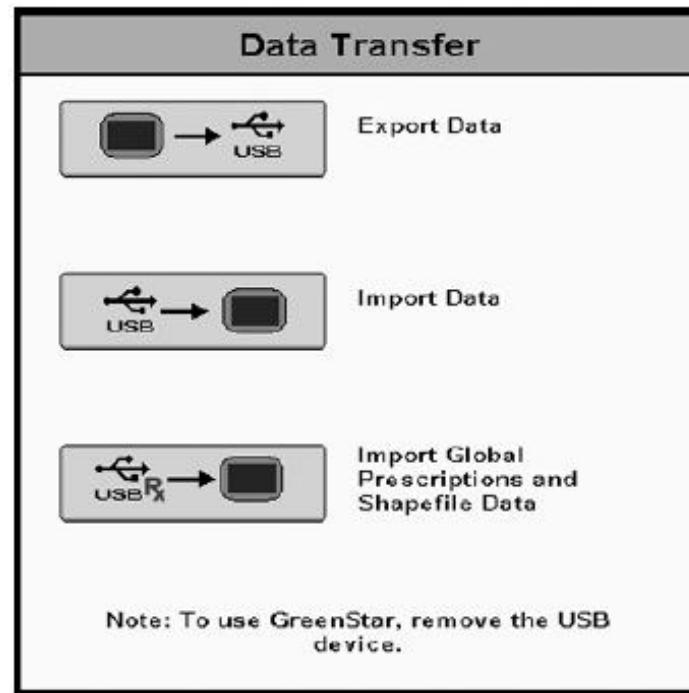 Data Transfer
USB
Export Data
USB
Import Data
USB Rx
Import Global
Prescriptions and
Shapefile Data
Note: To use GreenStar, remove the USB
device.